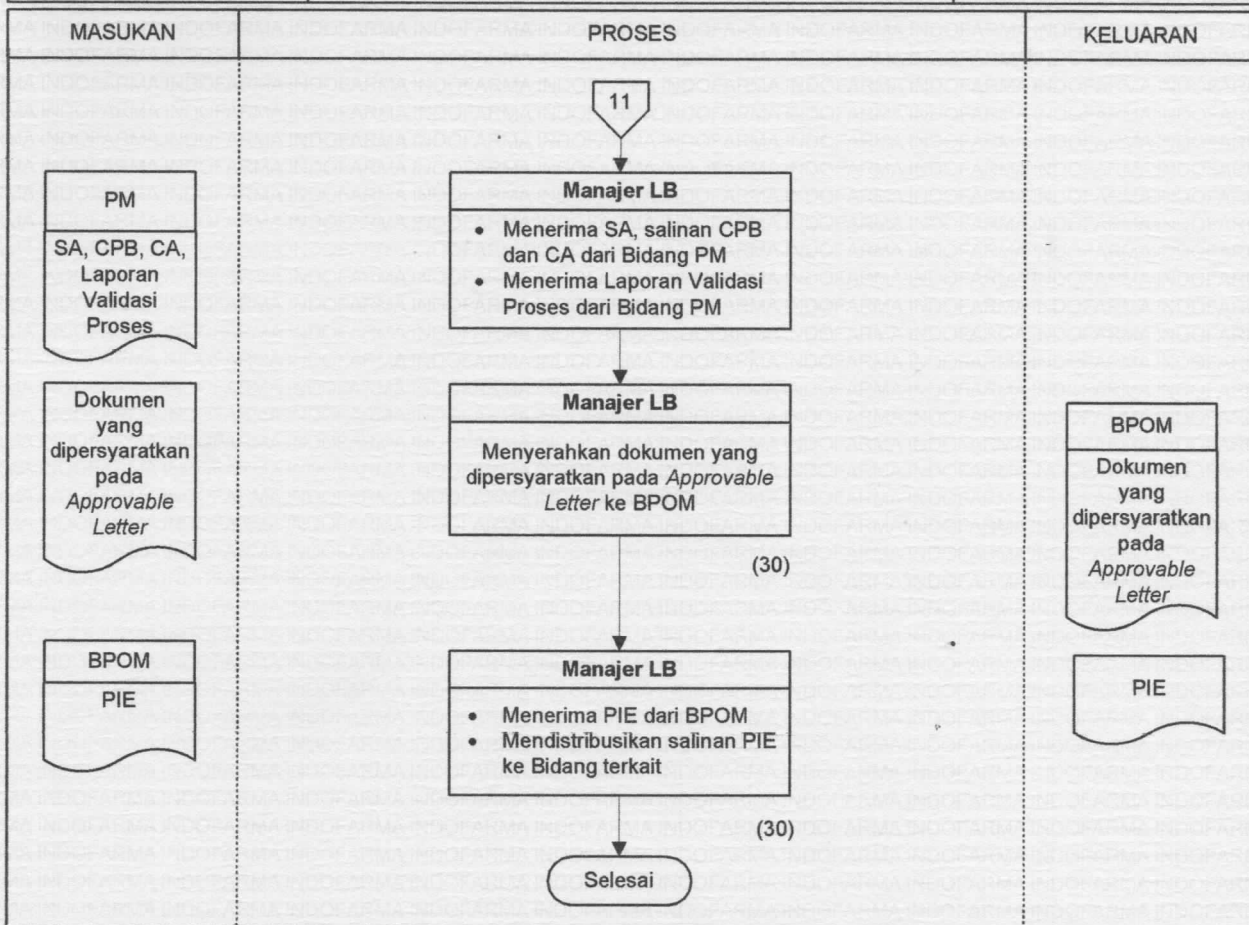 MASUKAN
PROSES
KELUARAN
11
PM
SA, CPB, CA,
Laporan
Validasi
Proses
Manajer LB
• Menerima SA, salinan CPB
dan CA dari Bidang PM
• Menerima Laporan Validasi
Proses dari Bidang PM
Dokumen
yang
dipersyaratkan
pada
Approvable
Letter
Manajer LB
Menyerahkan dokumen yang
dipersyaratkan pada Approvable
Letter ke BPOM
(30)
BPOM
Dokumen
yang
dipersyaratkan
pada
Approvable
Letter
BPOM
PIE
Manajer LB
• Menerima PIE dari BPOM
• Mendistribusikan salinan PIE
ke Bidang terkait
(30)
PIE
Selesai